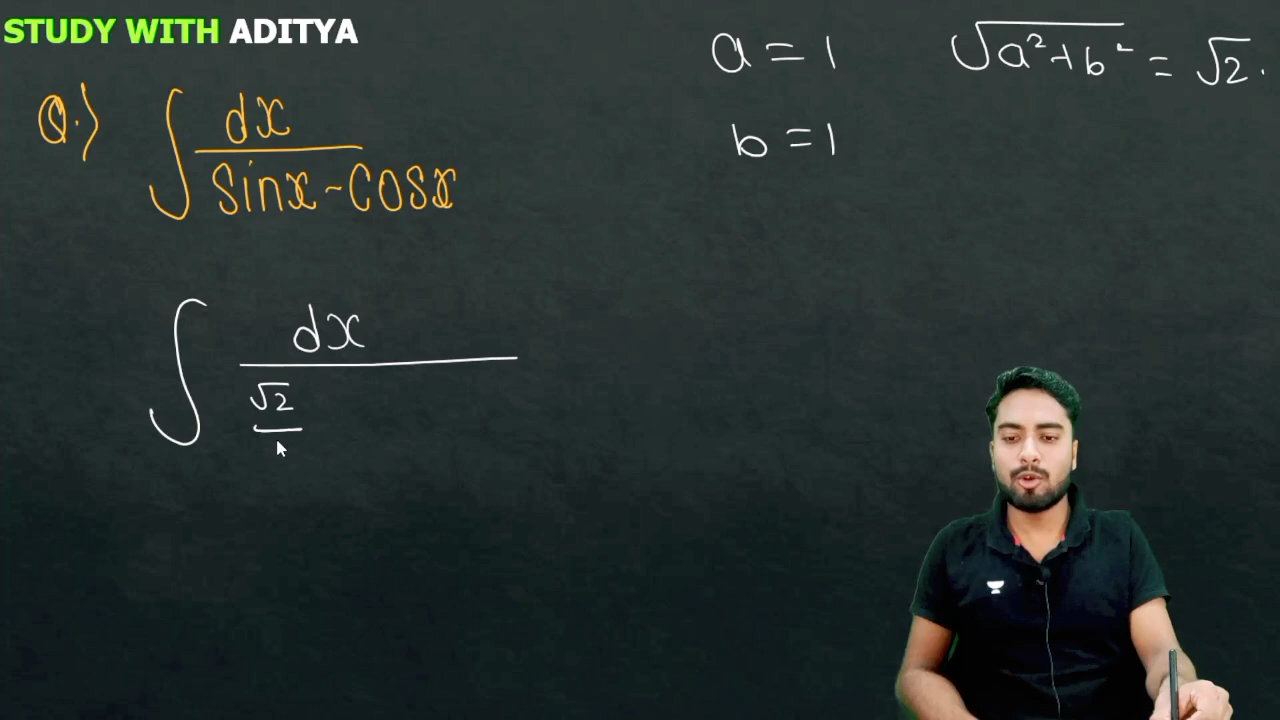 STUDY WITH ADITYA
a = 1
√a²+b² = √2.
b = 1
Q.) ∫ dx
sinx-cosx
∫ dx
√2